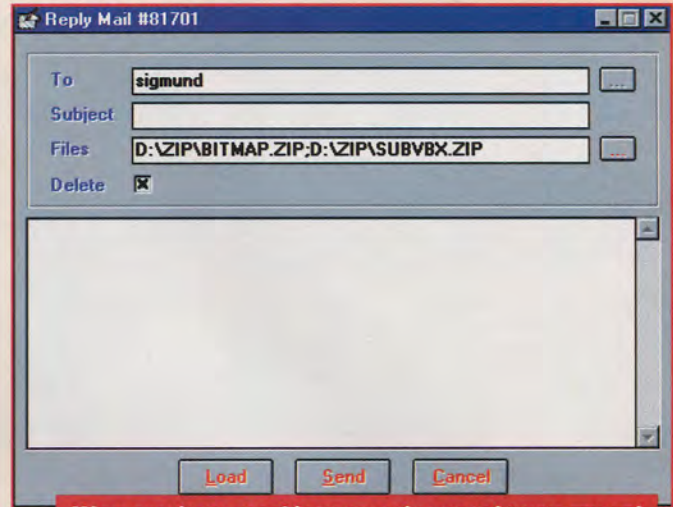 Reply Mail #81701
To sigmund
...
Subject
Files D:\ZIP\BITMAP.ZIP;D:\ZIP\SUBVBX.ZIP
...
Delete
Load Send Cancel